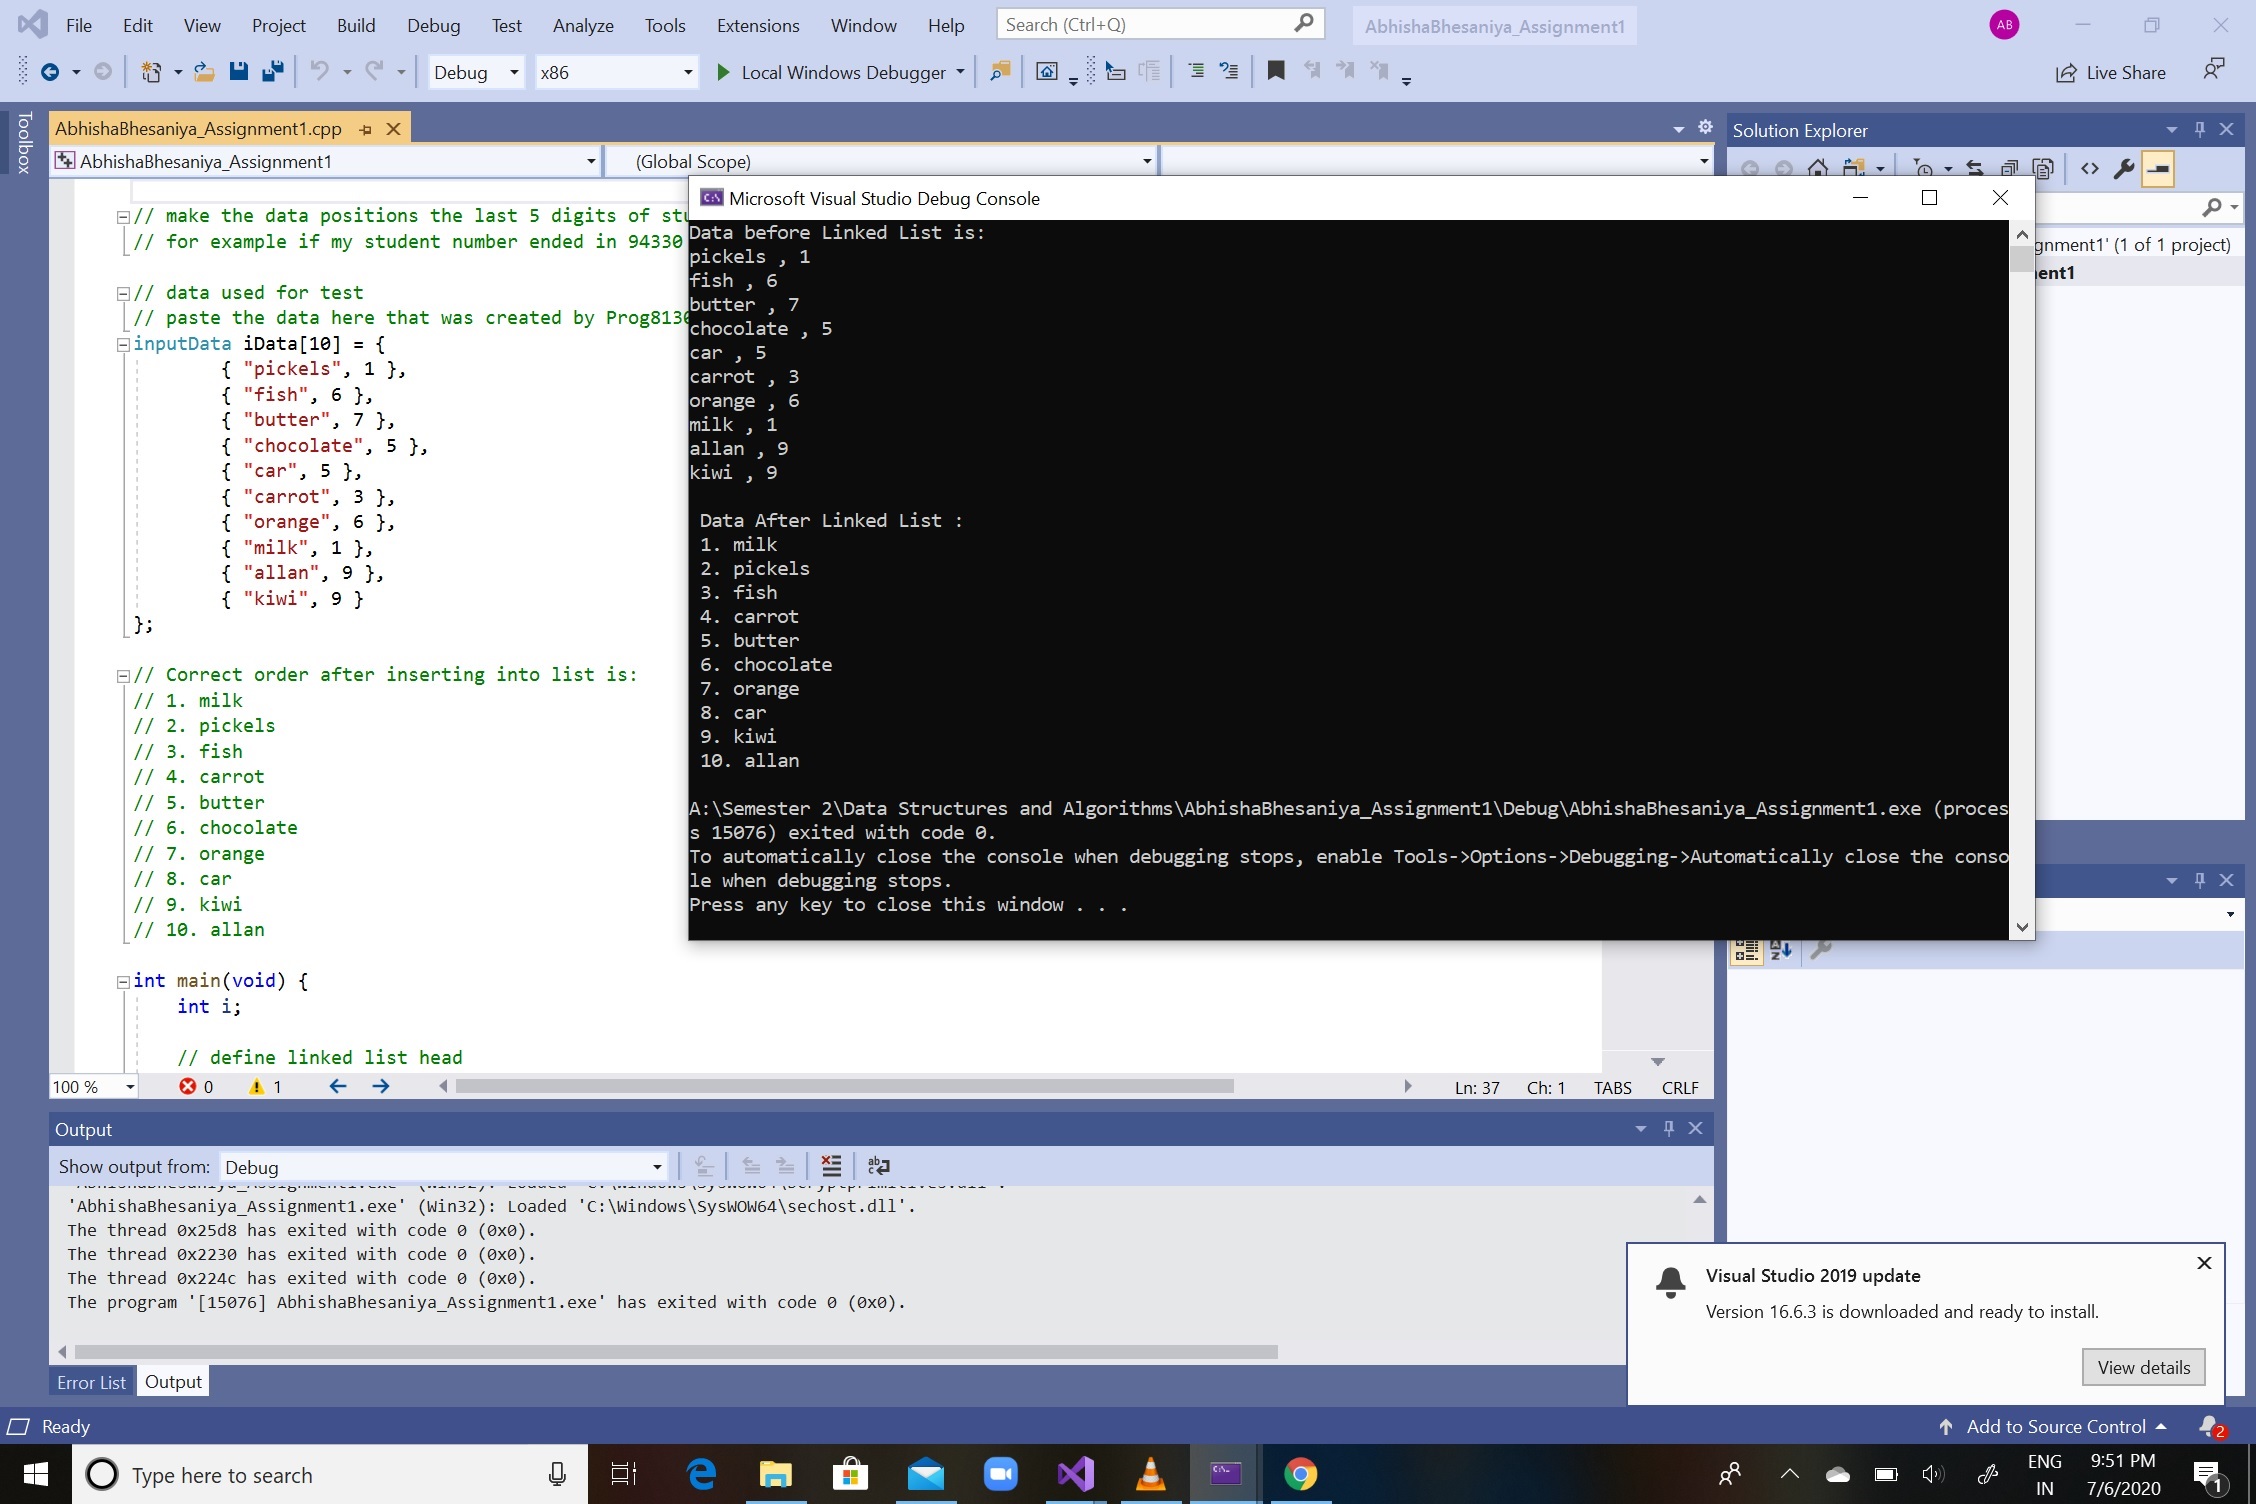 File Edit View Project Build Debug Test Analyze Tools Extensions Window Help Search (Ctrl+Q) AbhishaBhesaniya_Assignment1 AB
Debug x86 Local Windows Debugger Live Share
Toolbox
AbhishaBhesaniya_Assignment1.cpp
AbhishaBhesaniya_Assignment1 (Global Scope)
// make the data positions the last 5 digits of stu
// for example if my student number ended in 94330
// data used for test
// paste the data here that was created by Prog8130
inputData iData[10] = {
{ "pickels", 1 },
{ "fish", 6 },
{ "butter", 7 },
{ "chocolate", 5 },
{ "car", 5 },
{ "carrot", 3 },
{ "orange", 6 },
{ "milk", 1 },
{ "allan", 9 },
{ "kiwi", 9 }
};
// Correct order after inserting into list is:
// 1. milk
// 2. pickels
// 3. fish
// 4. carrot
// 5. butter
// 6. chocolate
// 7. orange
// 8. car
// 9. kiwi
// 10. allan
int main(void) {
int i;
// define linked list head
100 % 0 1 Ln: 37 Ch: 1 TABS CRLF
Microsoft Visual Studio Debug Console
Data before Linked List is:
pickels , 1
fish , 6
butter , 7
chocolate , 5
car , 5
carrot , 3
orange , 6
milk , 1
allan , 9
kiwi , 9
Data After Linked List :
1. milk
2. pickels
3. fish
4. carrot
5. butter
6. chocolate
7. orange
8. car
9. kiwi
10. allan
A:\Semester 2\Data Structures and Algorithms\AbhishaBhesaniya_Assignment1\Debug\AbhishaBhesaniya_Assignment1.exe (proces
s 15076) exited with code 0.
To automatically close the console when debugging stops, enable Tools->Options->Debugging->Automatically close the conso
le when debugging stops.
Press any key to close this window . . .
Solution Explorer
gnment1' (1 of 1 project)
ent1
Output
Show output from: Debug
'AbhishaBhesaniya_Assignment1.exe' (Win32): Loaded 'C:\Windows\SysWOW64\sechost.dll'.
The thread 0x25d8 has exited with code 0 (0x0).
The thread 0x2230 has exited with code 0 (0x0).
The thread 0x224c has exited with code 0 (0x0).
The program '[15076] AbhishaBhesaniya_Assignment1.exe' has exited with code 0 (0x0).
Error List Output
Visual Studio 2019 update
Version 16.6.3 is downloaded and ready to install.
View details
Ready Add to Source Control 2
Type here to search
ENG
IN
9:51 PM
7/6/2020
1